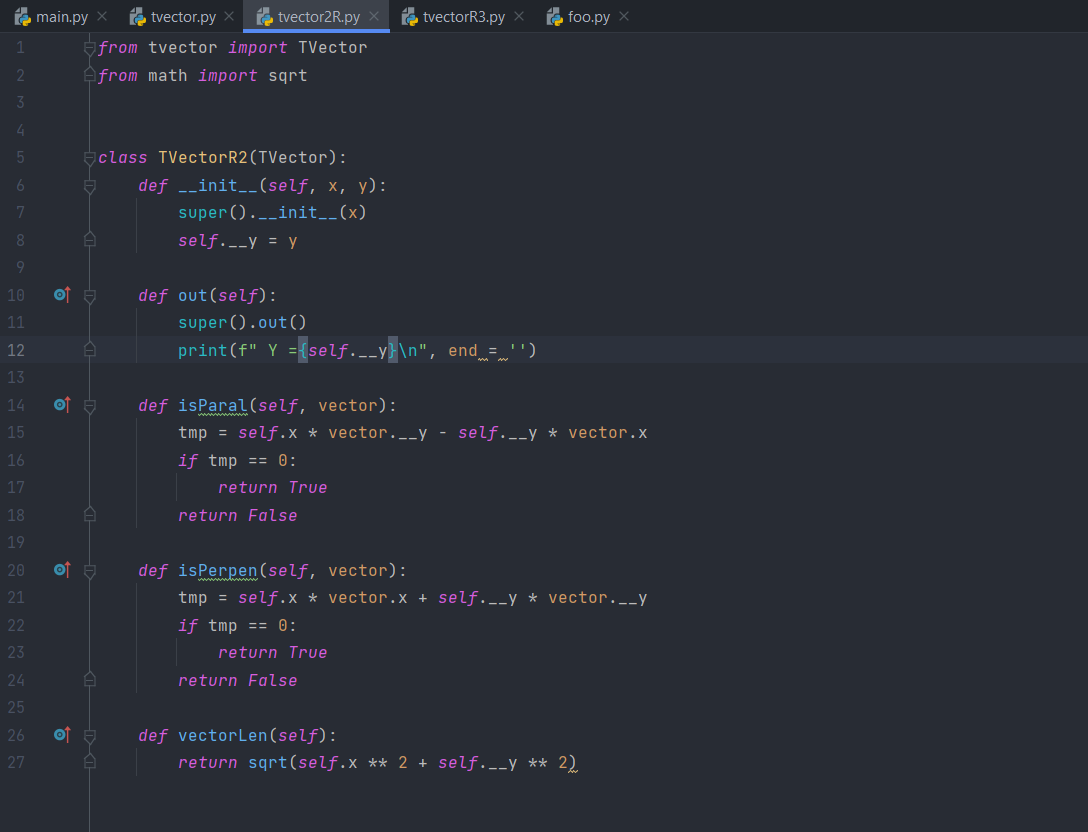 main.py tvector.py tvector2R.py tvectorR3.py foo.py
1 from tvector import TVector
2 from math import sqrt
3
4
5 class TVectorR2(TVector):
6     def __init__(self, x, y):
7         super().__init__(x)
8         self.__y = y
9
10     def out(self):
11         super().out()
12         print(f" Y ={self.__y}\n", end = '')
13
14     def isParal(self, vector):
15         tmp = self.x * vector.__y - self.__y * vector.x
16         if tmp == 0:
17             return True
18         return False
19
20     def isPerpen(self, vector):
21         tmp = self.x * vector.x + self.__y * vector.__y
22         if tmp == 0:
23             return True
24         return False
25
26     def vectorLen(self):
27         return sqrt(self.x ** 2 + self.__y ** 2)